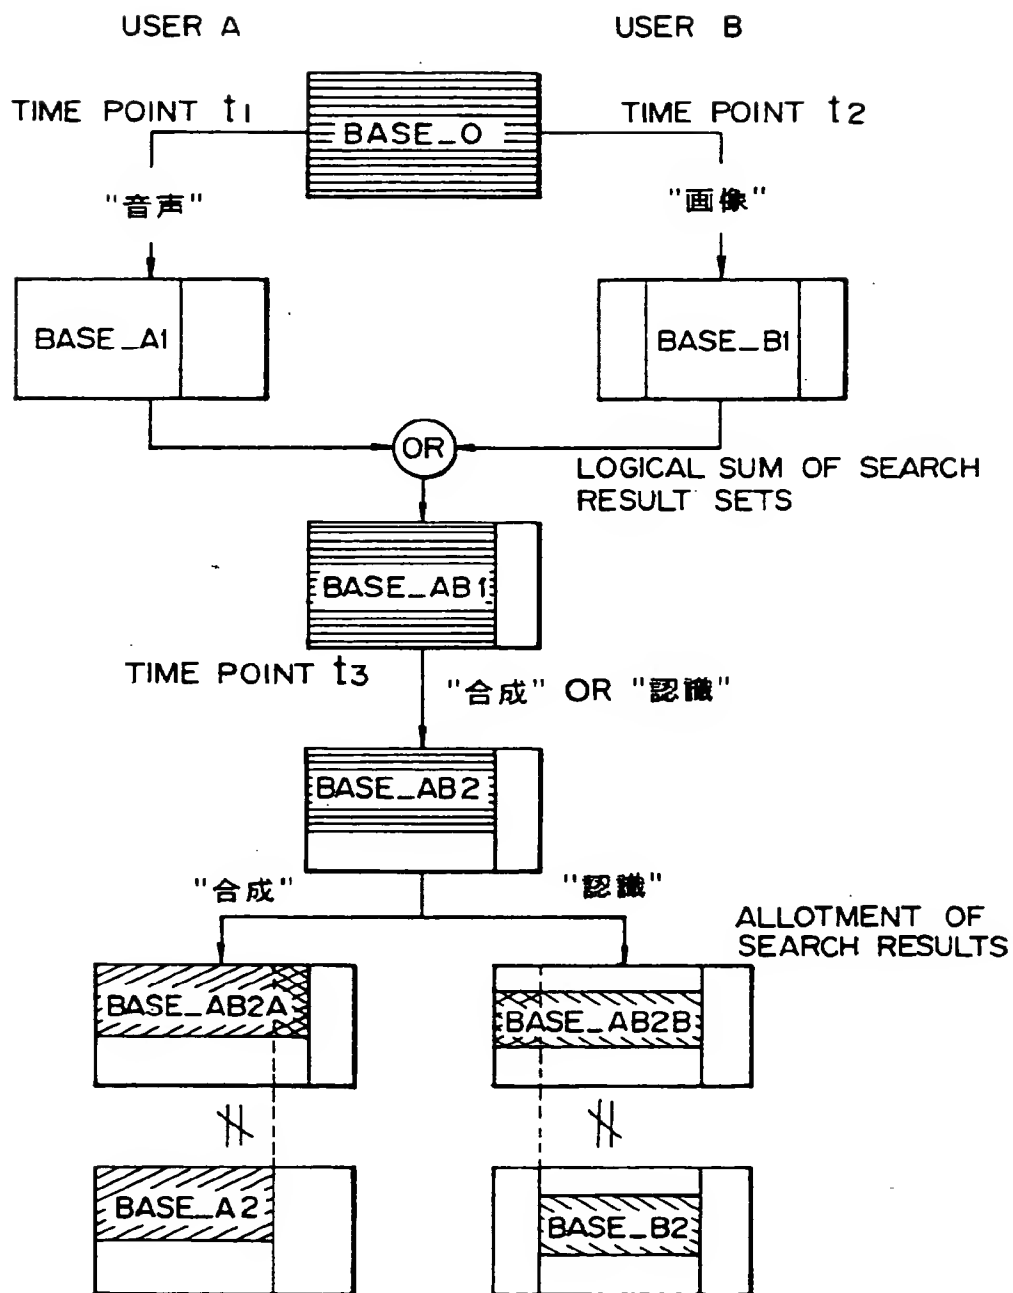 USER A
USER B
TIME POINT t1
BASE_0
TIME POINT t2
"音声"
"画像"
BASE_A1
BASE_B1
OR
LOGICAL SUM OF SEARCH
RESULT SETS
BASE_AB1
TIME POINT t3
"合成" OR "認識"
BASE_AB2
"合成"
"認識"
ALLOTMENT OF
SEARCH RESULTS
BASE_AB2A
BASE_AB2B
BASE_A2
BASE_B2